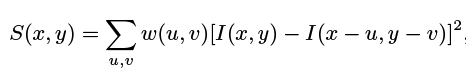 S(x, y) = ∑_{u,v} w(u, v)[I(x, y) − I(x − u, y − v)]²,